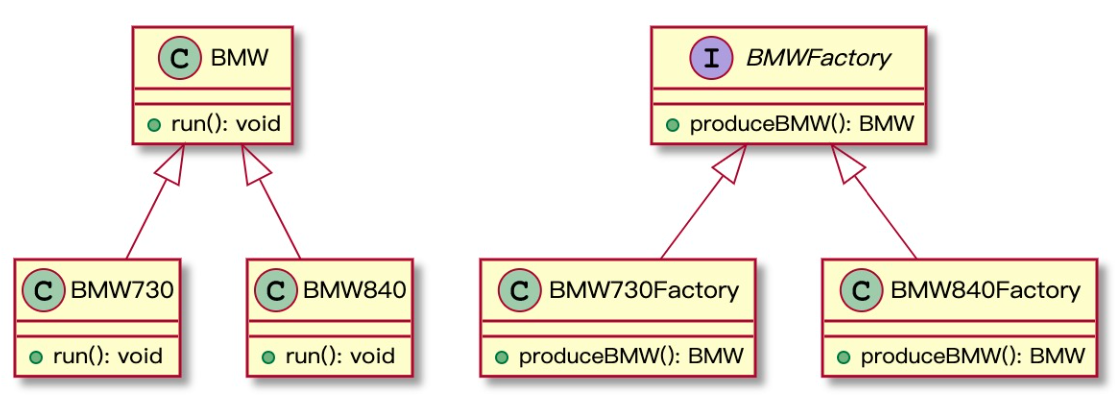 C BMW
run(): void
I BMWFactory
produceBMW(): BMW
C BMW730
run(): void
C BMW840
run(): void
C BMW730Factory
produceBMW(): BMW
C BMW840Factory
produceBMW(): BMW